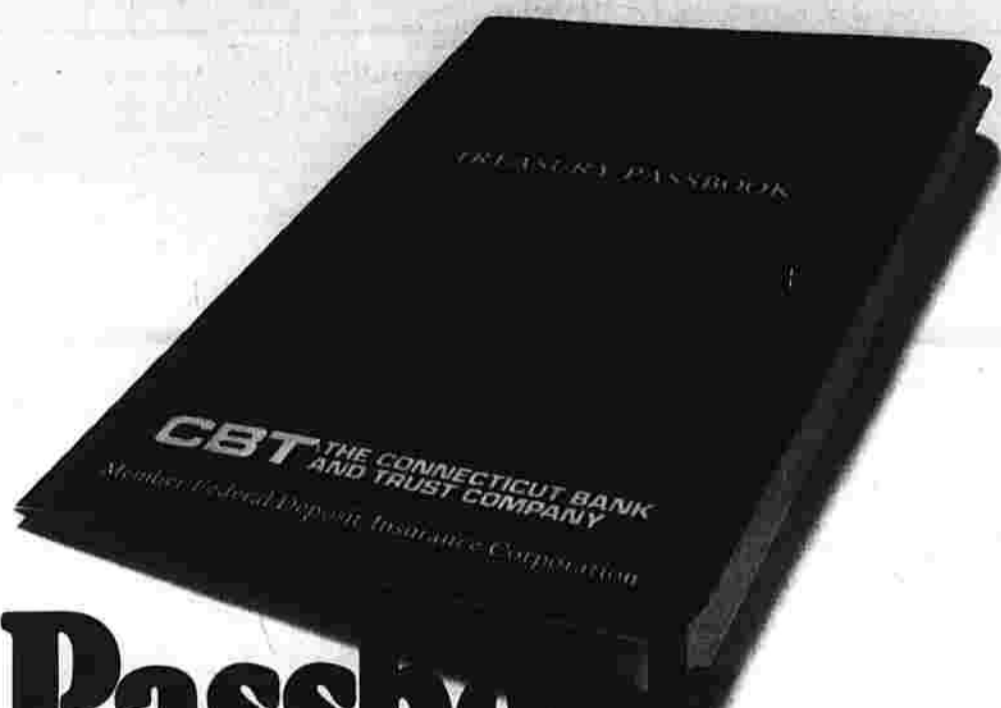 TREASURY PASSBOOK
CBT THE CONNECTICUT BANK
AND TRUST COMPANY
Member Federal Deposit Insurance Corporation